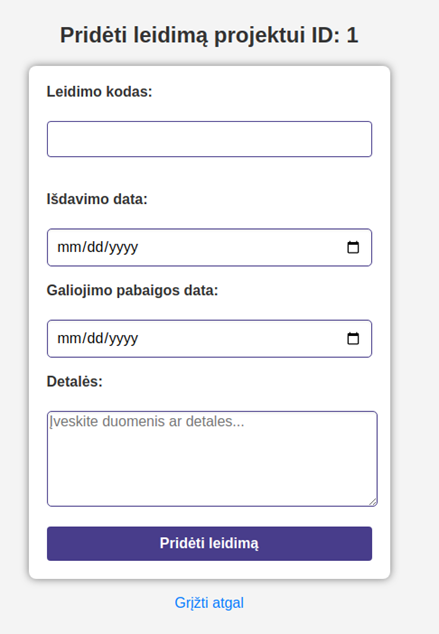 Pridėti leidimą projektui ID: 1
Leidimo kodas:
Išdavimo data:
mm/dd/yyyy
Galiojimo pabaigos data:
mm/dd/yyyy
Detalės:
Įveskite duomenis ar detales...
Pridėti leidimą
Grįžti atgal